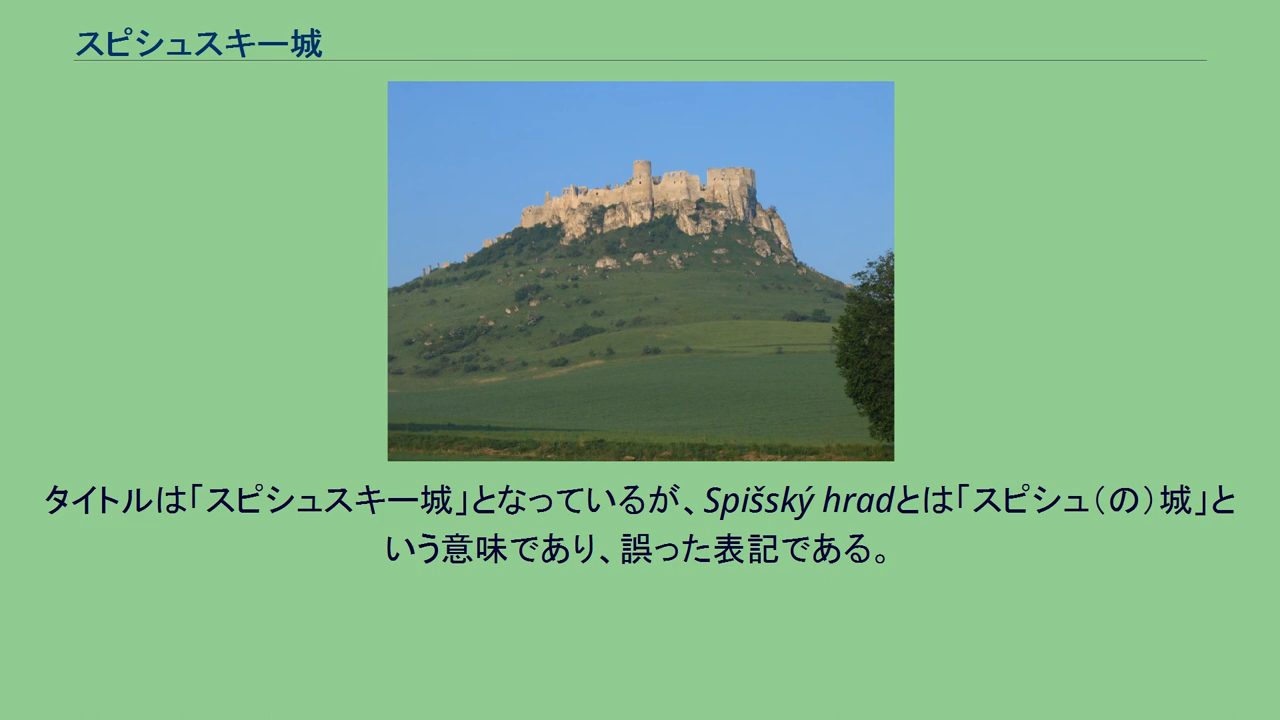 スピシュスキー城
タイトルは「スピシュスキー城」となっているが、Spišský hradとは「スピシュ（の）城」と
いう意味であり、誤った表記である。